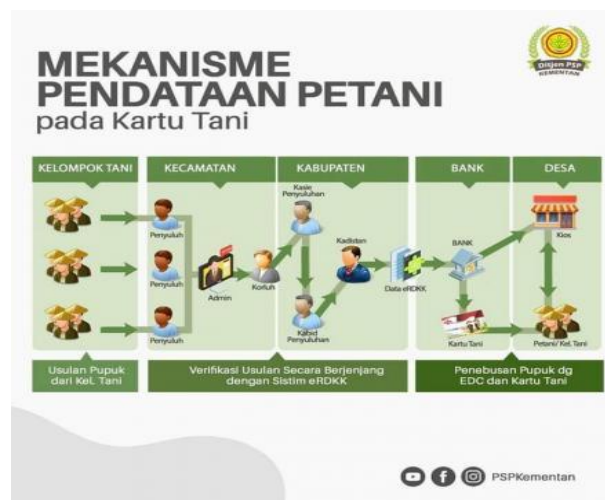 Ditjen PSP
KEMENTAN
MEKANISME
PENDATAAN PETANI
pada Kartu Tani
KELOMPOK TANI
KECAMATAN
KABUPATEN
BANK
DESA
Kasie
Penyuluhan
Penyuluh
Penyuluh
Penyuluh
Admin
Korluh
Kadistan
Kabid
Penyuluhan
Data eRDKK
BANK
Kartu Tani
Kios
Petani/ Kel. Tani
Usulan Pupuk
dari Kel. Tani
Verifikasi Usulan Secara Berjenjang
dengan Sistim eRDKK
Penebusan Pupuk dg
EDC dan Kartu Tani
PSPKementan